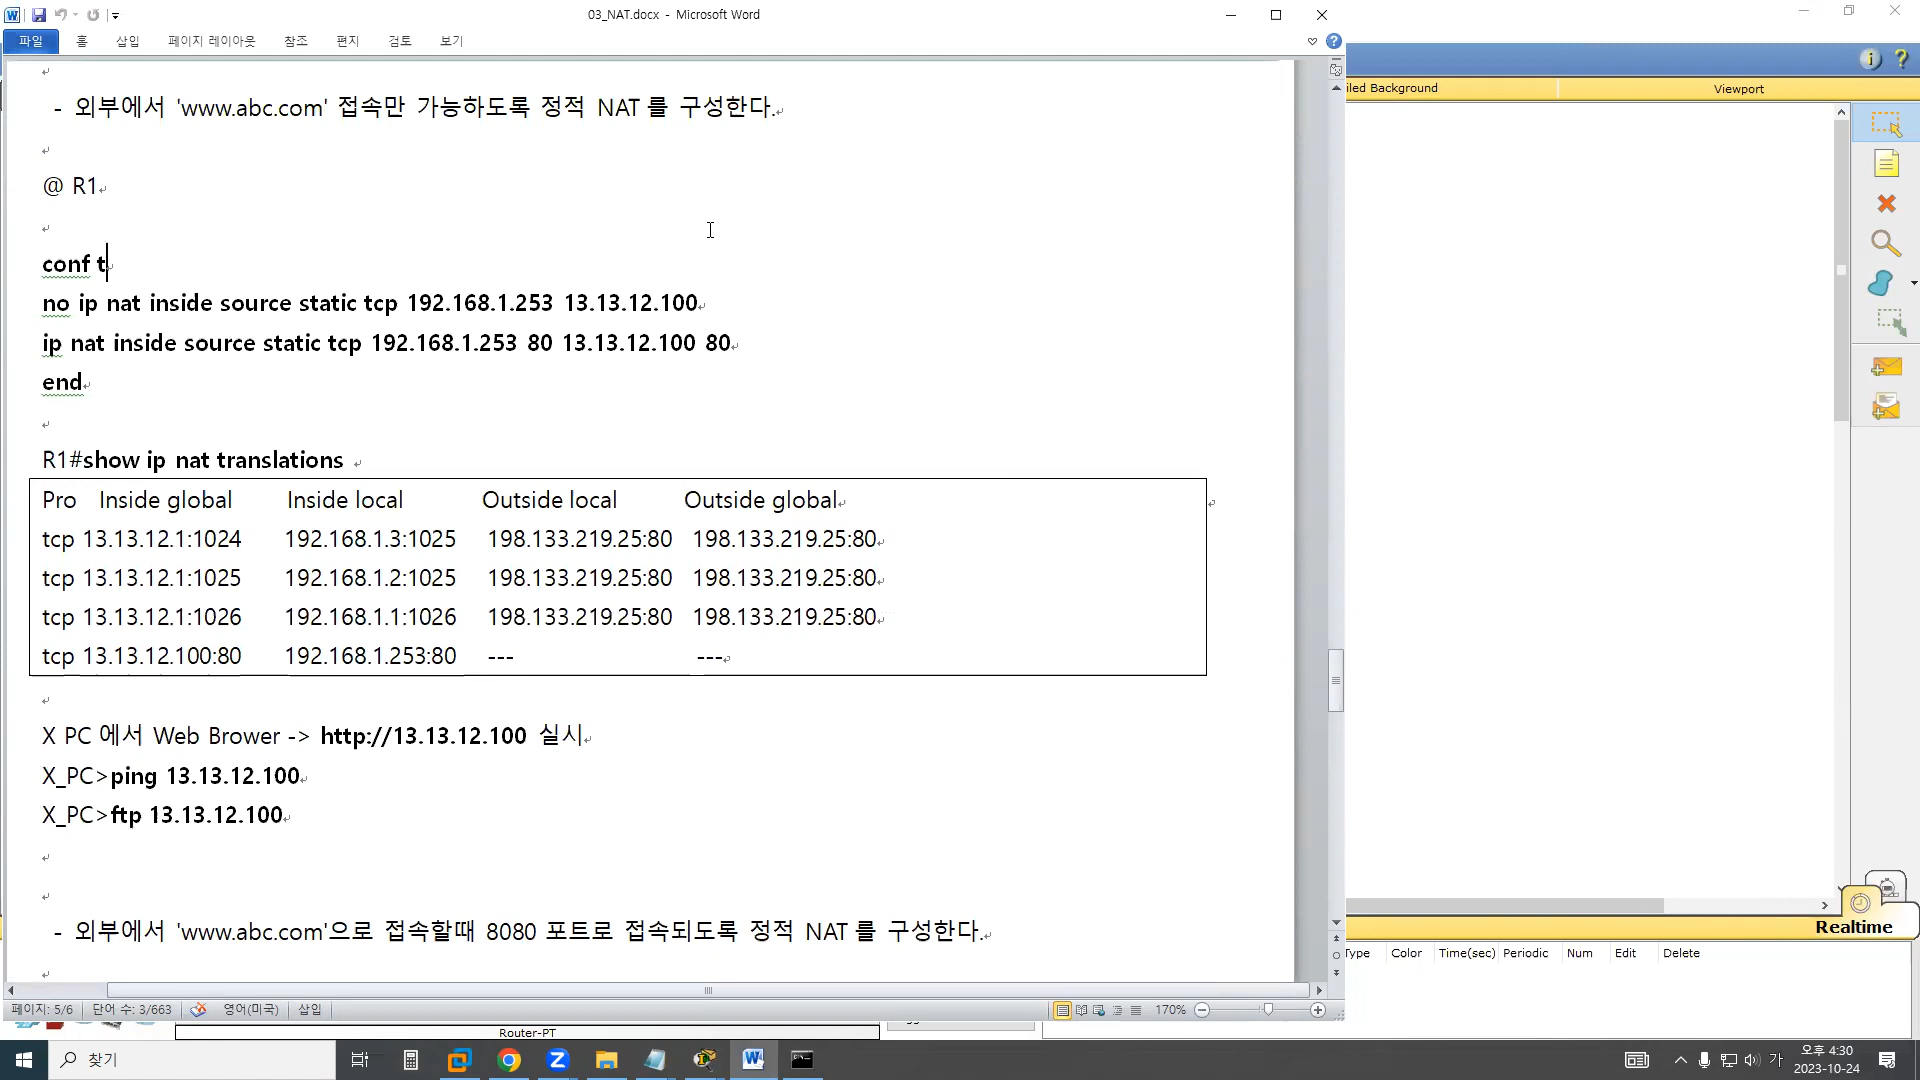 03_NAT.docx - Microsoft Word
파일 홈 삽입 페이지 레이아웃 참조 편지 검토 보기
- 외부에서 'www.abc.com' 접속만 가능하도록 정적 NAT 를 구성한다.
@ R1
conf t
no ip nat inside source static tcp 192.168.1.253 13.13.12.100
ip nat inside source static tcp 192.168.1.253 80 13.13.12.100 80
end
R1#show ip nat translations
Pro Inside global Inside local Outside local Outside global
tcp 13.13.12.1:1024 192.168.1.3:1025 198.133.219.25:80 198.133.219.25:80
tcp 13.13.12.1:1025 192.168.1.2:1025 198.133.219.25:80 198.133.219.25:80
tcp 13.13.12.1:1026 192.168.1.1:1026 198.133.219.25:80 198.133.219.25:80
tcp 13.13.12.100:80 192.168.1.253:80 --- ---
X PC 에서 Web Brower -> http://13.13.12.100 실시
X_PC>ping 13.13.12.100
X_PC>ftp 13.13.12.100
- 외부에서 'www.abc.com'으로 접속할때 8080 포트로 접속되도록 정적 NAT 를 구성한다.
페이지: 5/6 단어 수: 3/663 영어(미국) 삽입 170%
iled Background Viewport
Realtime
Type Color Time(sec) Periodic Num Edit Delete
Router-PT
찾기
가 오후 4:30
2023-10-24